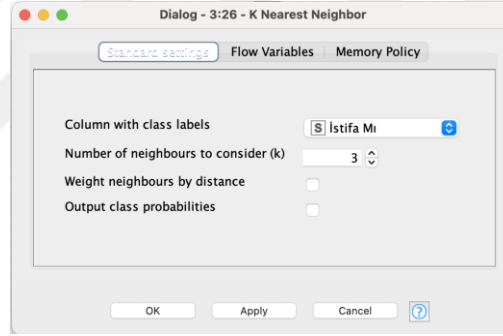 Dialog - 3:26 - K Nearest Neighbor
Standard settings Flow Variables Memory Policy
Column with class labels S İstifa Mı
Number of neighbours to consider (k) 3
Weight neighbours by distance
Output class probabilities
OK Apply Cancel ?